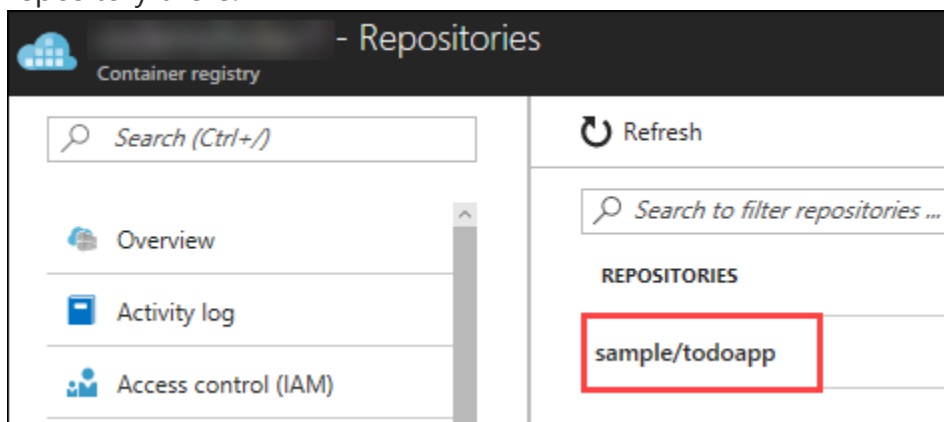 - Repositories
Container registry
Search (Ctrl+/)
Refresh
Search to filter repositories ...
Overview
REPOSITORIES
Activity log
sample/todoapp
Access control (IAM)